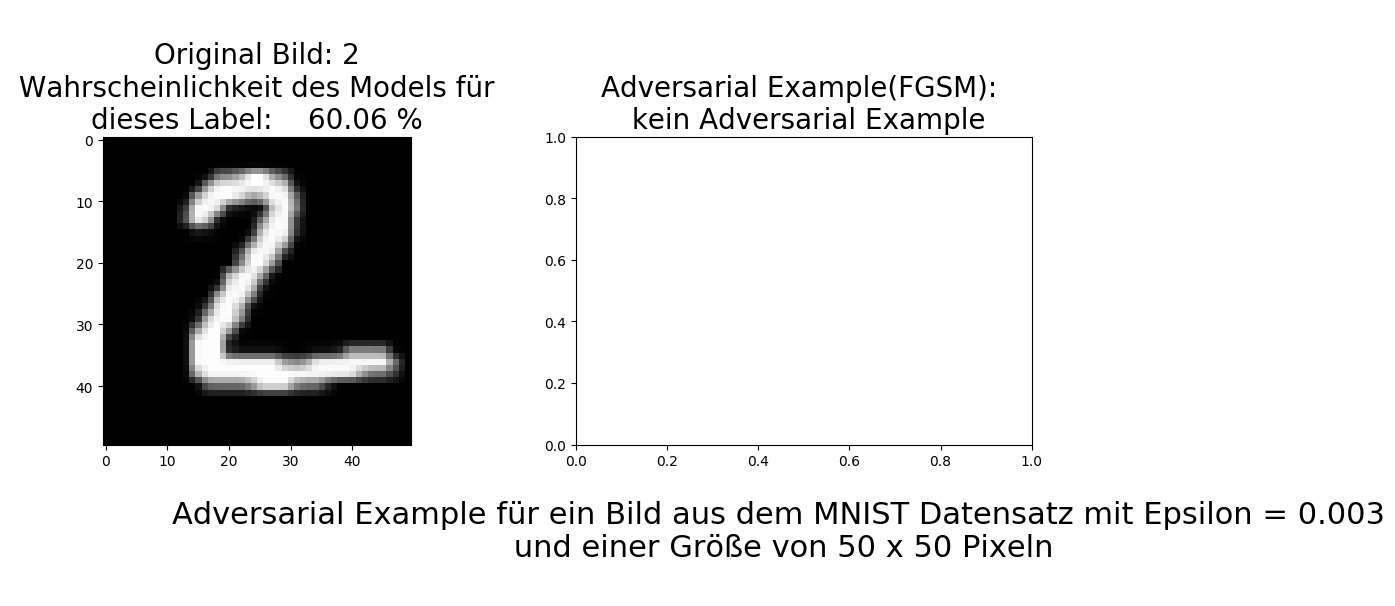 Original Bild: 2
Wahrscheinlichkeit des Models für
dieses Label: 60.06 %
0
10
20
30
40
0 10 20 30 40
2
Adversarial Example(FGSM):
kein Adversarial Example
1.0
0.8
0.6
0.4
0.2
0.0
0.0 0.2 0.4 0.6 0.8 1.0
Adversarial Example für ein Bild aus dem MNIST Datensatz mit Epsilon = 0.003
und einer Größe von 50 x 50 Pixeln